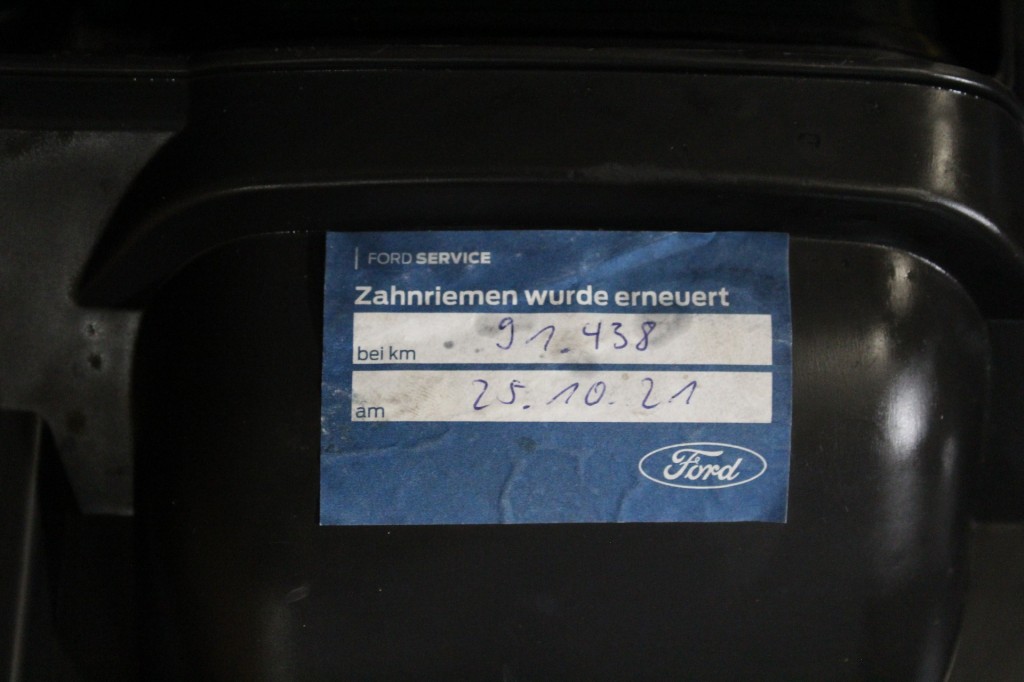 FORD SERVICE
Zahnriemen wurde erneuert
bei km 91.438
am 25.10.21
Ford